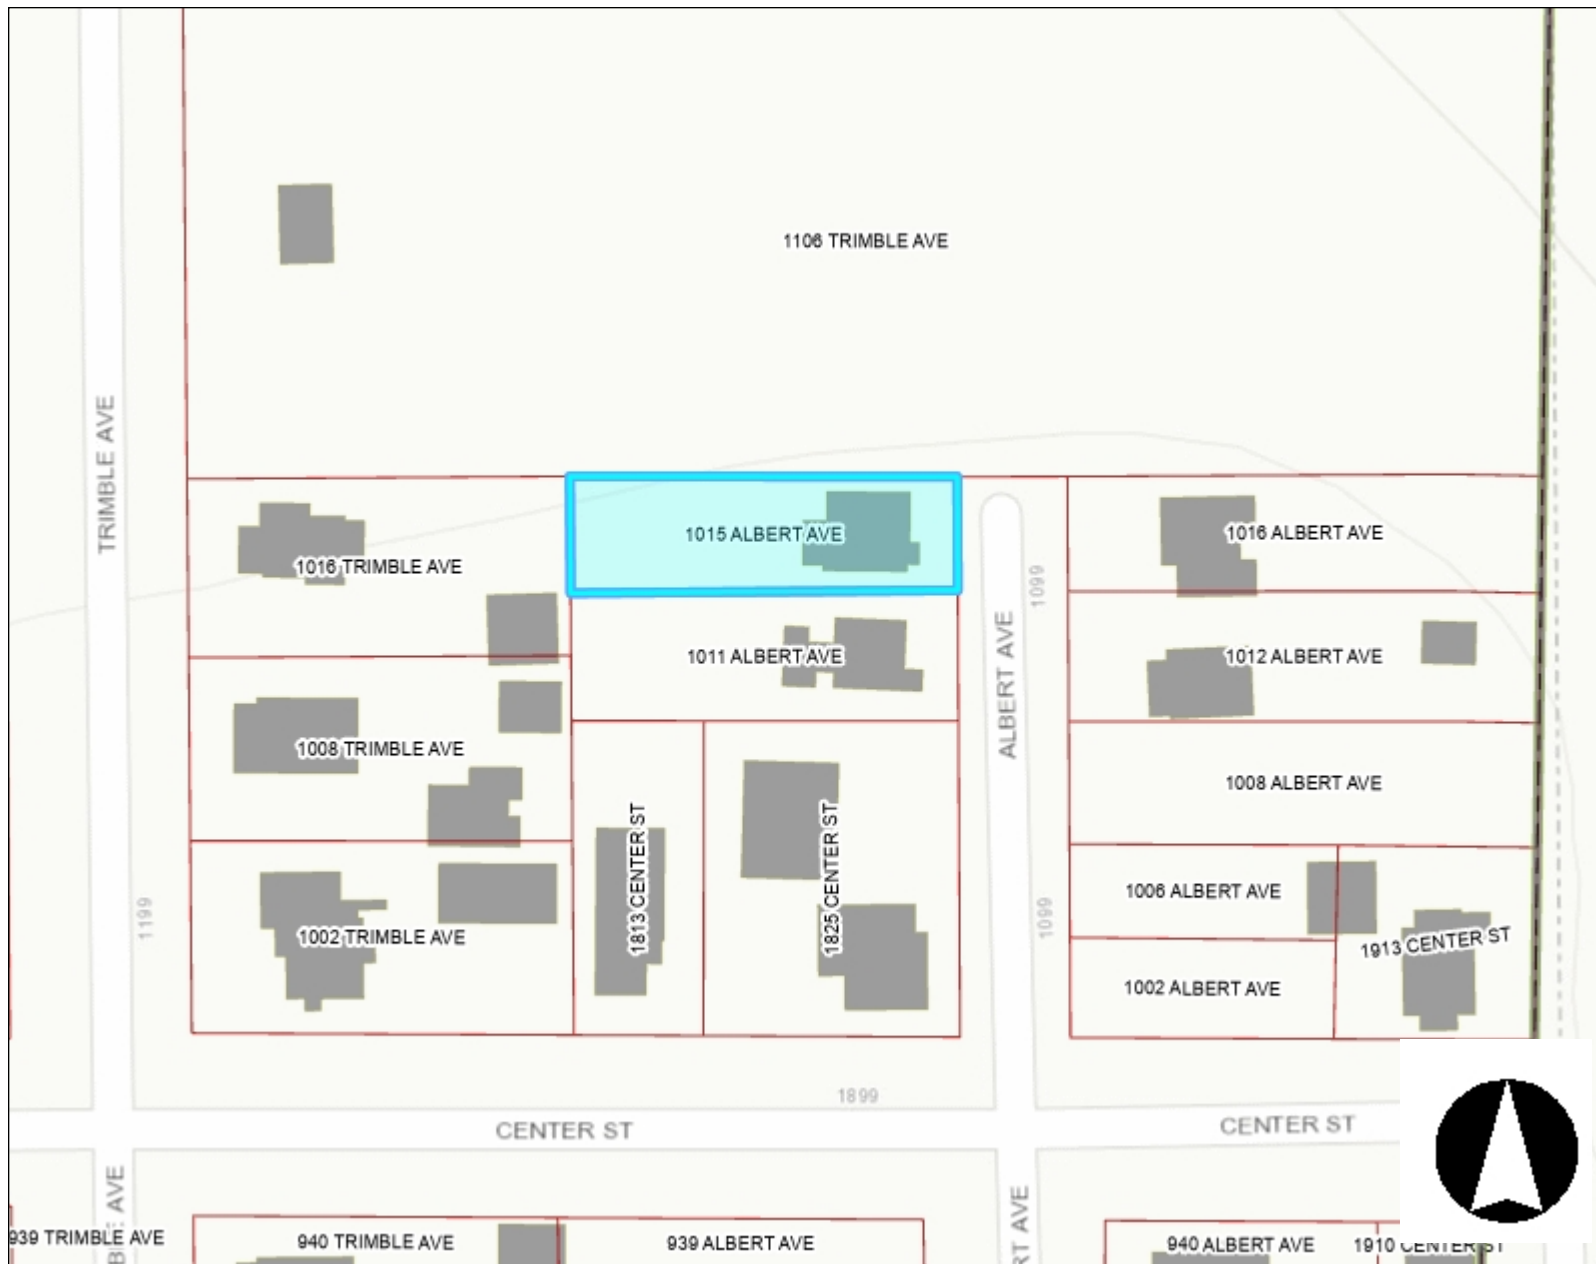 1106 TRIMBLE AVE
TRIMBLE AVE
1015 ALBERT AVE
1016 ALBERT AVE
1016 TRIMBLE AVE
1099
ALBERT AVE
1011 ALBERT AVE
1012 ALBERT AVE
1008 TRIMBLE AVE
1008 ALBERT AVE
1813 CENTER ST
1825 CENTER ST
1006 ALBERT AVE
1199
1099
1002 TRIMBLE AVE
1913 CENTER ST
1002 ALBERT AVE
1899
CENTER ST
CENTER ST
939 TRIMBLE AVE
940 TRIMBLE AVE
939 ALBERT AVE
940 ALBERT AVE
1910 CENTER ST